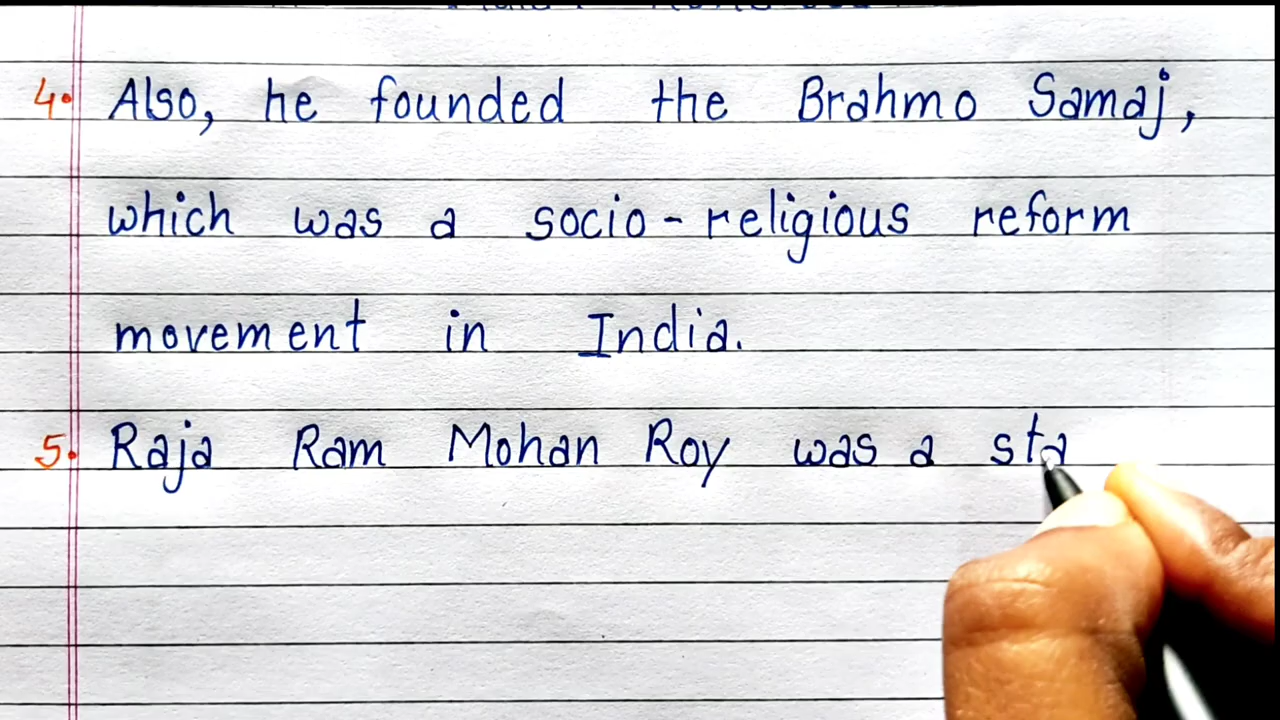 4. Also, he founded the Brahmo Samaj,
which was a socio-religious reform
movement in India.
5. Raja Ram Mohan Roy was a sta